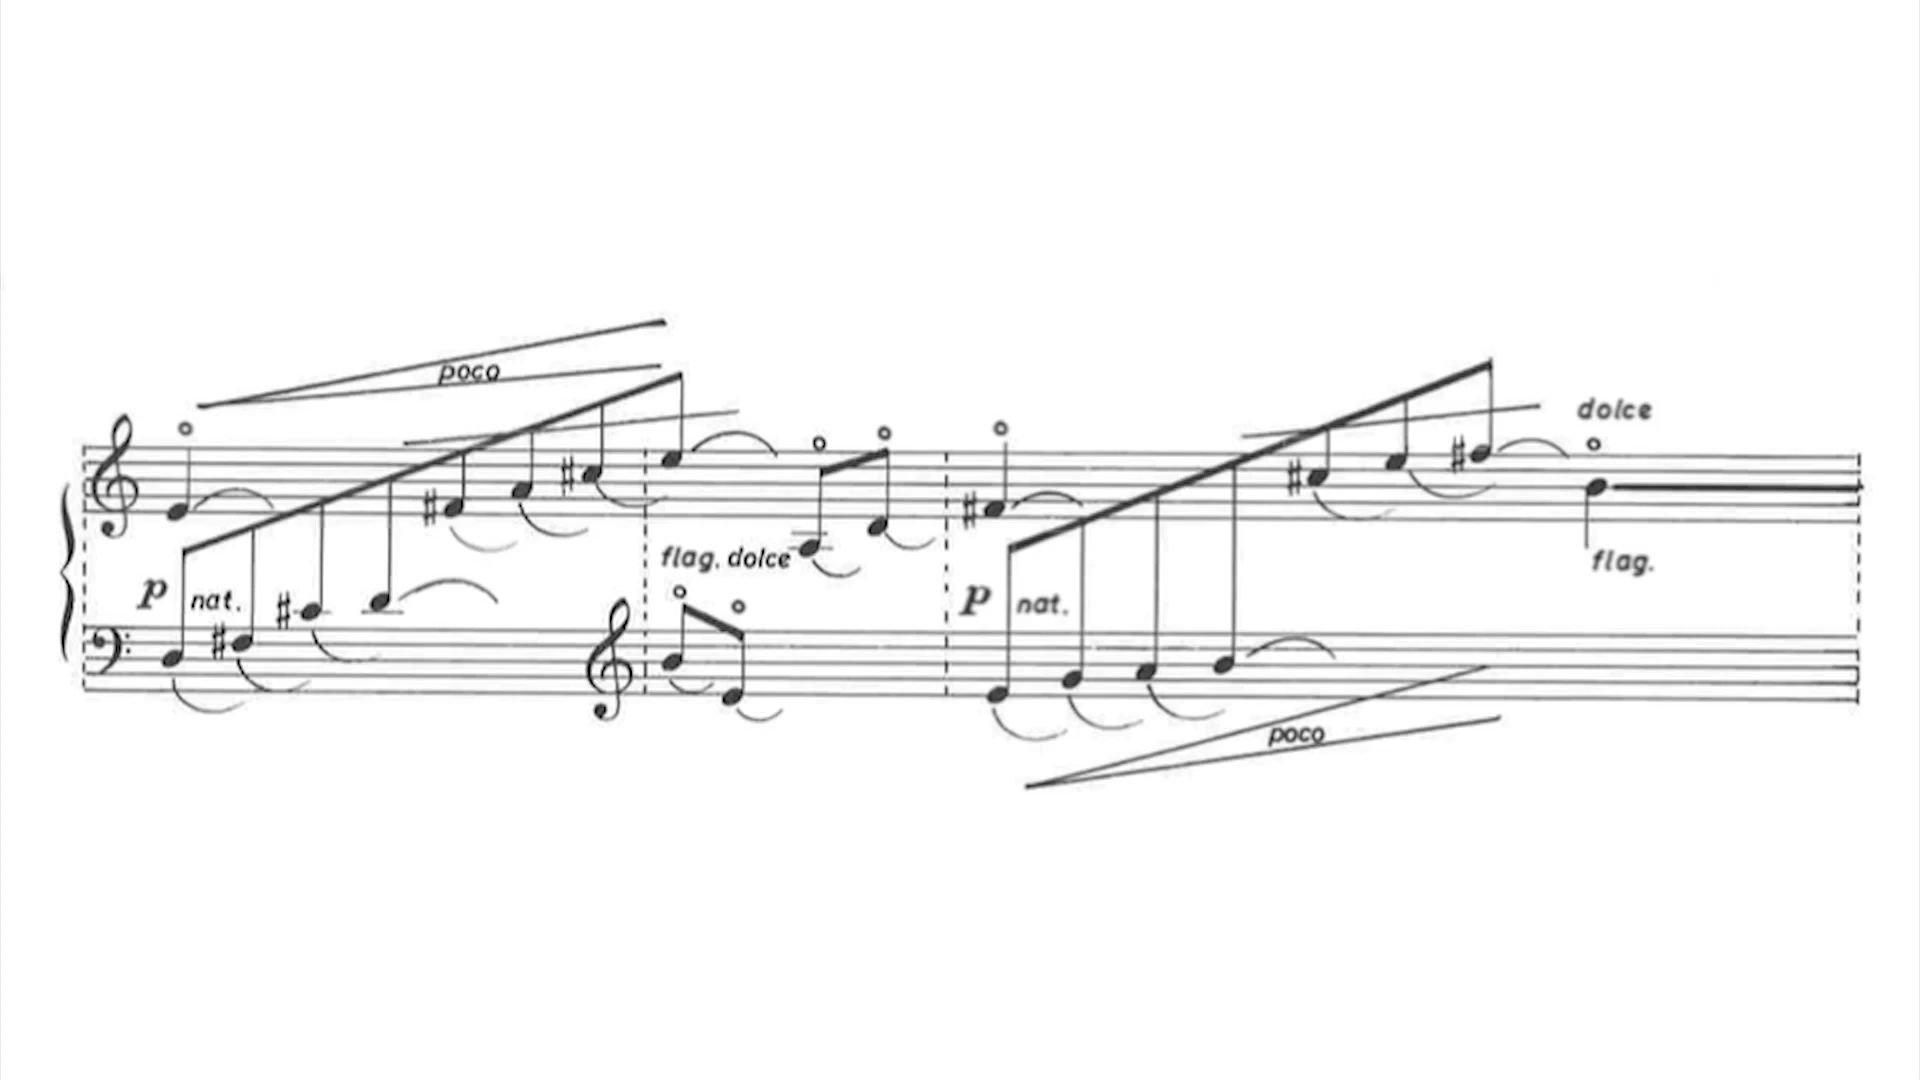 poco
dolce
flag. dolce
flag.
p nat.
p nat.
poco